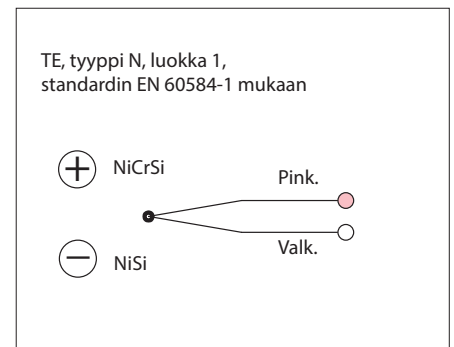 TE, tyyppi N, luokka 1,
standardin EN 60584-1 mukaan
+ NiCrSi
Pink.
Valk.
− NiSi